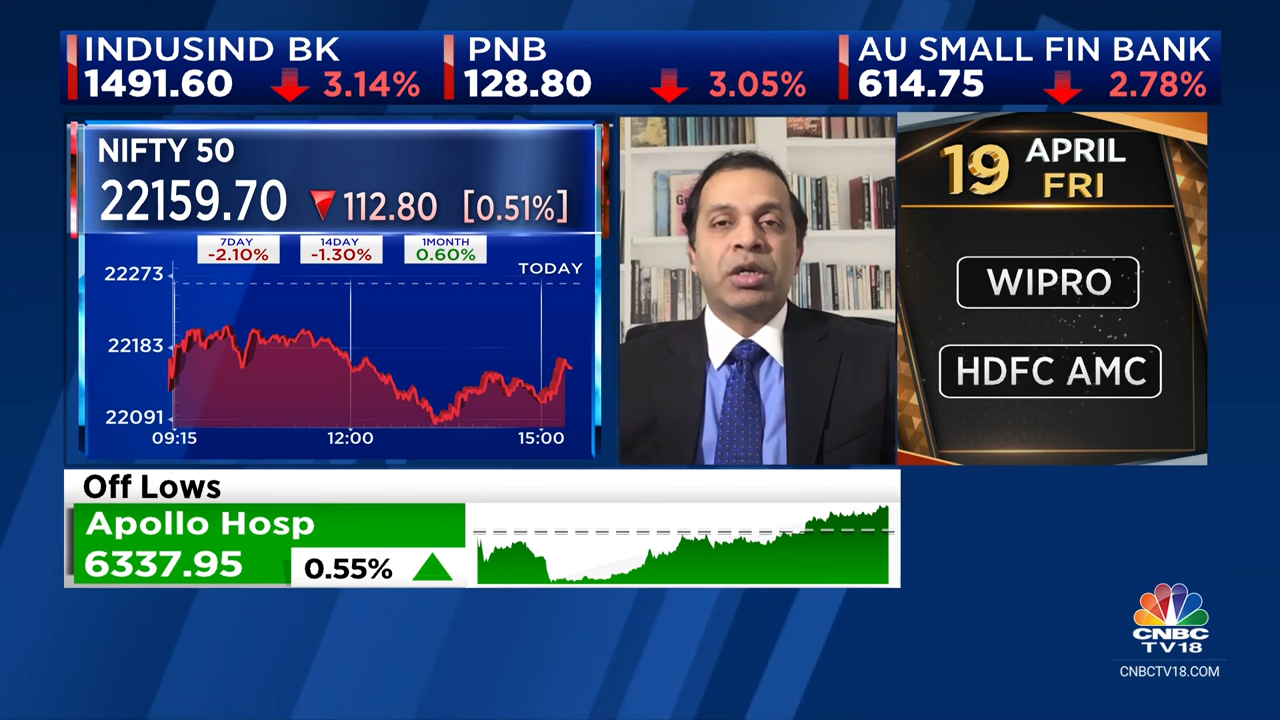 INDUSIND BK
1491.60 3.14%
PNB
128.80 3.05%
AU SMALL FIN BANK
614.75 2.78%
NIFTY 50
22159.70 112.80 [0.51%]
7DAY
-2.10%
14DAY
-1.30%
1MONTH
0.60%
TODAY
22273
22183
22091
09:15 12:00 15:00
19 APRIL
FRI
WIPRO
HDFC AMC
Off Lows
Apollo Hosp
6337.95 0.55%
CNBC
TV18
CNBCTV18.COM